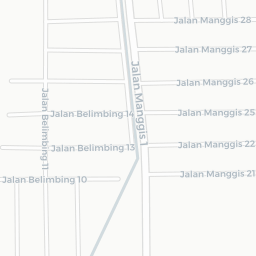 Jalan Manggis 28
Jalan Manggis 27
Jalan Manggis 26
Jalan Manggis 1
Jalan Belimbing 11
Jalan Belimbing 14
Jalan Manggis 25
Jalan Belimbing 13
Jalan Manggis 22
Jalan Belimbing 10
Jalan Manggis 21